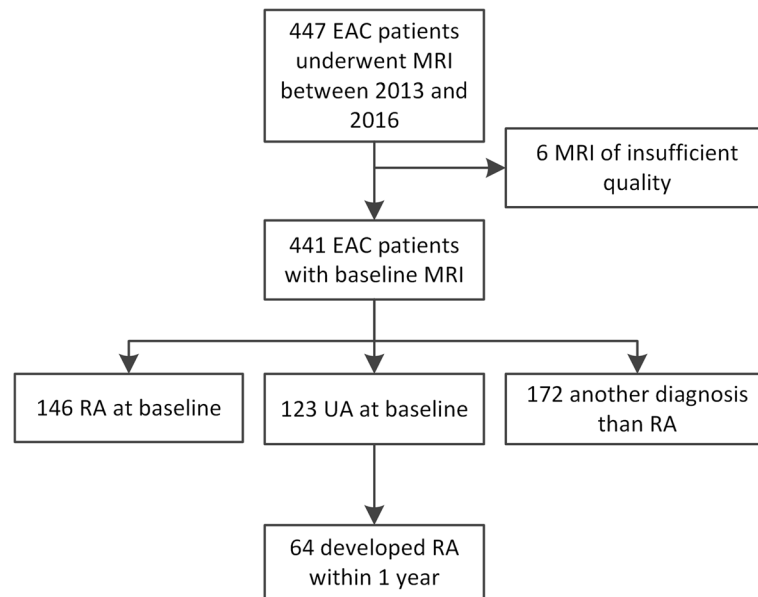 447 EAC patients
underwent MRI
between 2013 and
2016
6 MRI of insufficient
quality
441 EAC patients
with baseline MRI
146 RA at baseline
123 UA at baseline
172 another diagnosis
than RA
64 developed RA
within 1 year